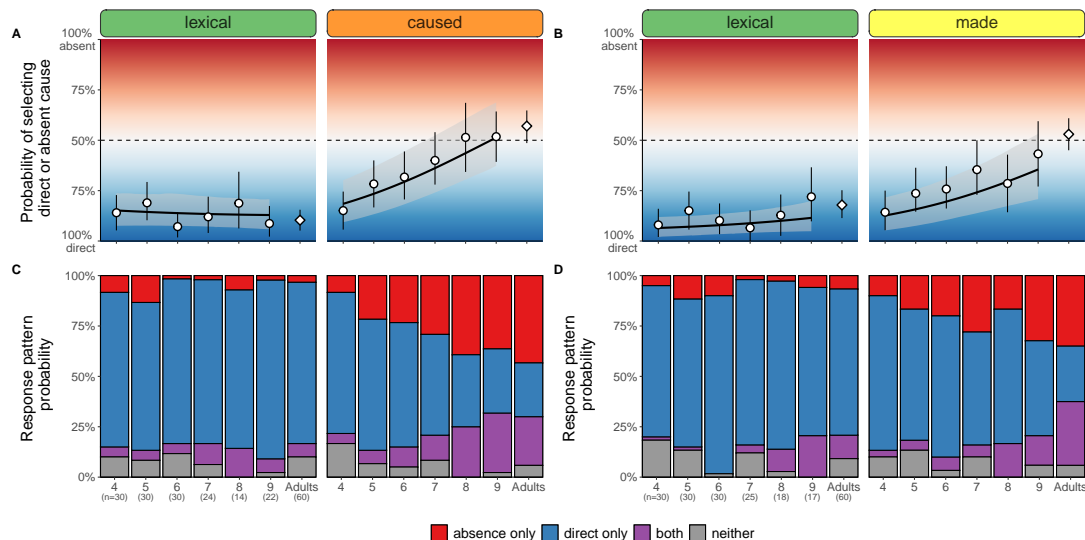 lexical caused lexical made
A B
100%
absent
75%
50%
75%
100%
direct
Probability of selecting
direct or absent cause
100%
absent
75%
50%
75%
100%
direct
C D
100%
75%
50%
25%
0%
Response pattern
probability
4 5 6 7 8 9 Adults
(n=30) (30) (30) (24) (14) (22) (60)
4 5 6 7 8 9 Adults
100%
75%
50%
25%
0%
Response pattern
probability
4 5 6 7 8 9 Adults
(n=30) (30) (30) (25) (18) (17) (60)
4 5 6 7 8 9 Adults
absence only direct only both neither